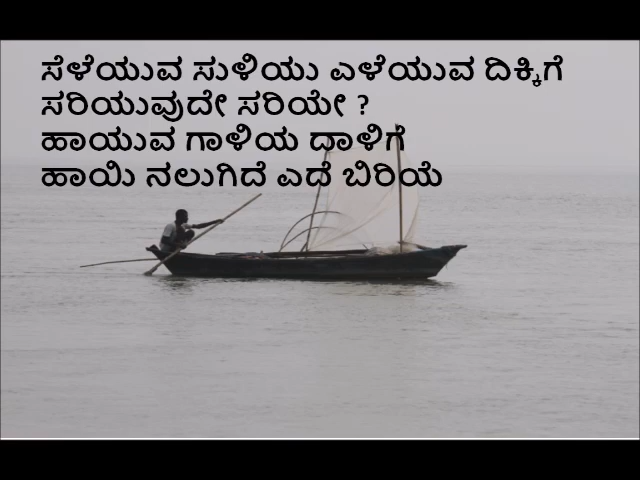 ಸೆಳೆಯುವ ಸುಳಿಯು ಎಳೆಯುವ ದಿಕ್ಕಿಗೆ
ಸರಿಯುವುದೇ ಸರಿಯೇ ?
ಹಾಯುವ ಗಾಳಿಯ ದಾಳಿಗೆ
ಹಾಯಿ ನಲುಗಿದೆ ಎದೆ ಬಿರಿಯೆ